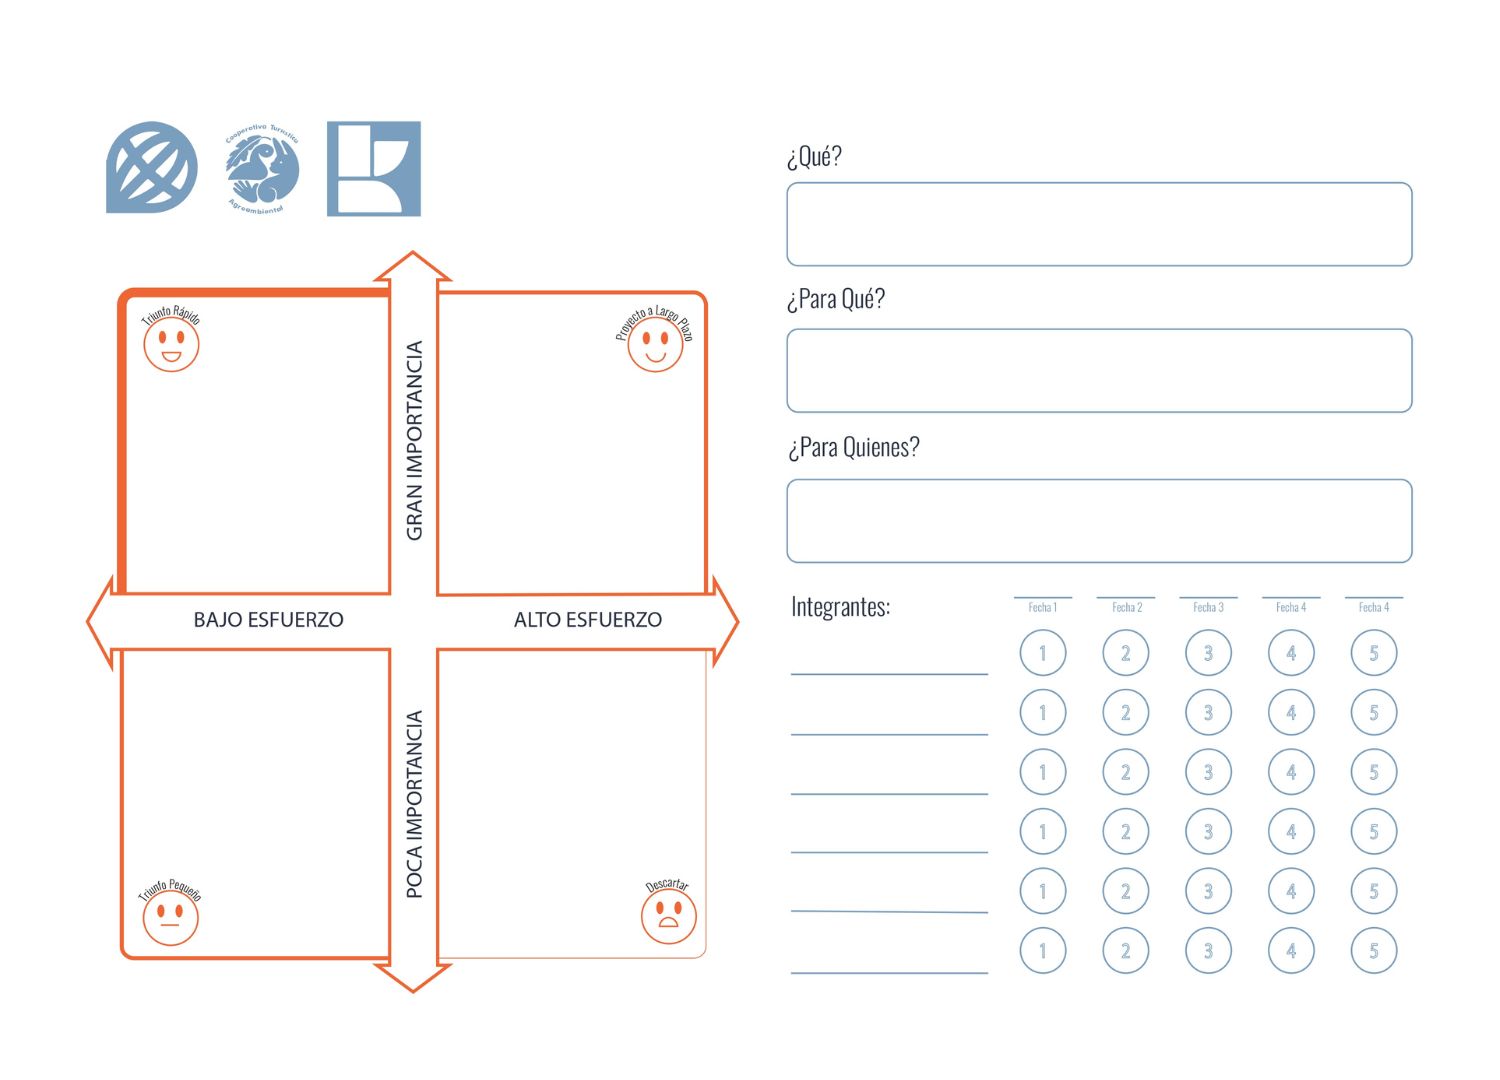 Cooperativa Turistica
Agroambiental
Triunfo Rápido
Proyecto a Largo Plazo
GRAN IMPORTANCIA
BAJO ESFUERZO
ALTO ESFUERZO
POCA IMPORTANCIA
Triunfo Pequeño
Descartar
¿Qué?
¿Para Qué?
¿Para Quienes?
Integrantes:
Fecha 1 Fecha 2 Fecha 3 Fecha 4 Fecha 4
1 2 3 4 5
1 2 3 4 5
1 2 3 4 5
1 2 3 4 5
1 2 3 4 5
1 2 3 4 5